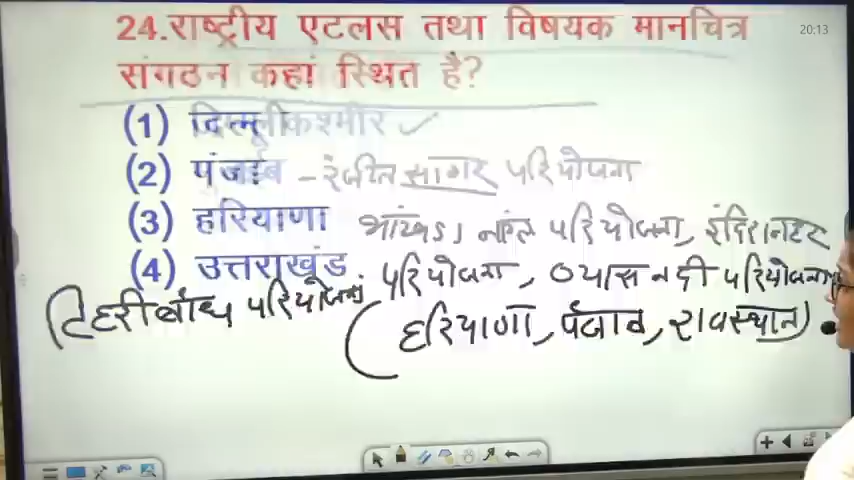 20:13
24.राष्ट्रीय एटलस तथा विषयक मानचित्र
संगठन कहां स्थित है?
(1)
(2) - रंजीत सागर परियोजना
(3) हरियाणा नांगल परियोजना, इंदिरा नहर
(4) उत्तराखंड परियोजना, व्यास नदी परियोजना
टिहरी बांध परियोजना (हरियाणा, पंजाब, राजस्थान)